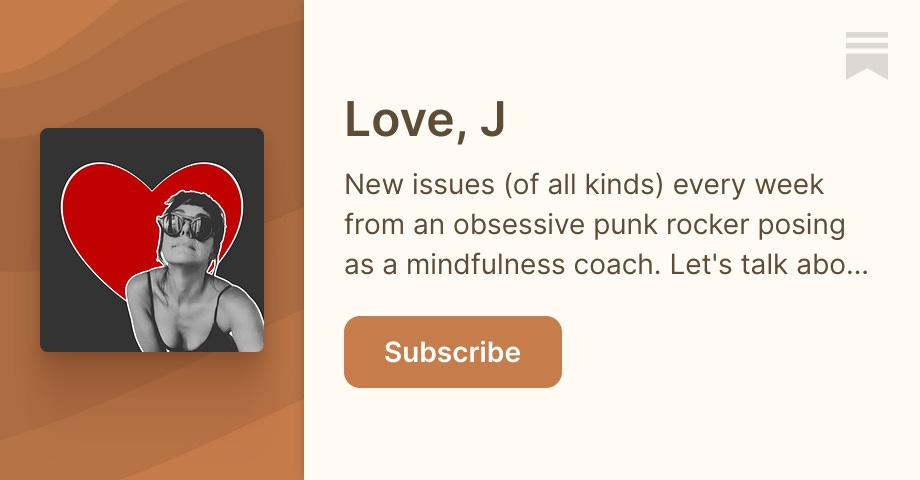 Love, J
New issues (of all kinds) every week
from an obsessive punk rocker posing
as a mindfulness coach. Let's talk abo...
Subscribe